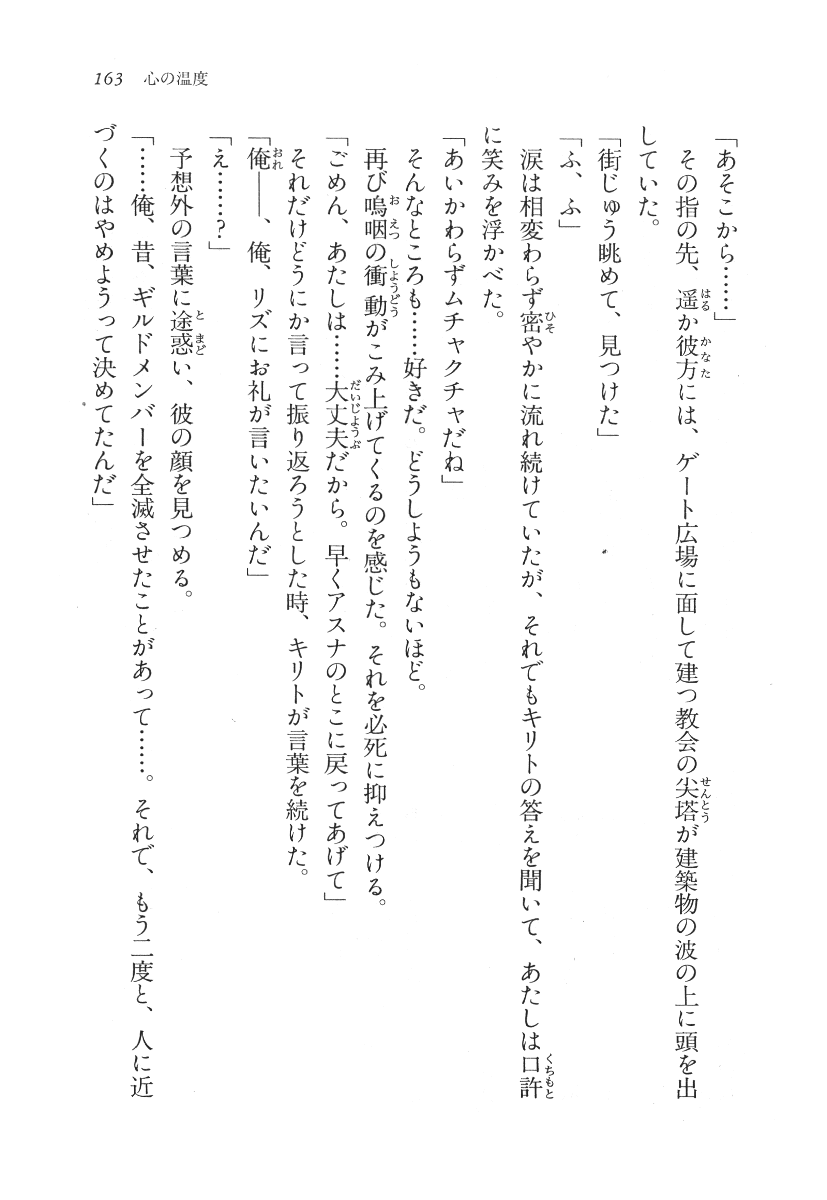 163 心の温度
「あそこから……」
その指の先、遥か彼方には、ゲート広場に面して建つ教会の尖塔が建築物の波の上に頭を出
していた。
「街じゅう眺めて、見つけた」
「ふ、ふ」
涙は相変わらず密やかに流れ続けていたが、それでもキリトの答えを聞いて、あたしは口許
に笑みを浮かべた。
「あいかわらずムチャクチャだね」
そんなところも……好きだ。どうしようもないほど。
再び嗚咽の衝動がこみ上げてくるのを感じた。それを必死に抑えつける。
「ごめん、あたしは……大丈夫だから。早くアスナのとこに戻ってあげて」
それだけどうにか言って振り返ろうとした時、キリトが言葉を続けた。
「俺――、俺、リズにお礼が言いたいんだ」
「え……？」
予想外の言葉に途惑い、彼の顔を見つめる。
「……俺、昔、ギルドメンバーを全滅させたことがあって……。それで、もう二度と、人に近
づくのはやめようって決めてたんだ」